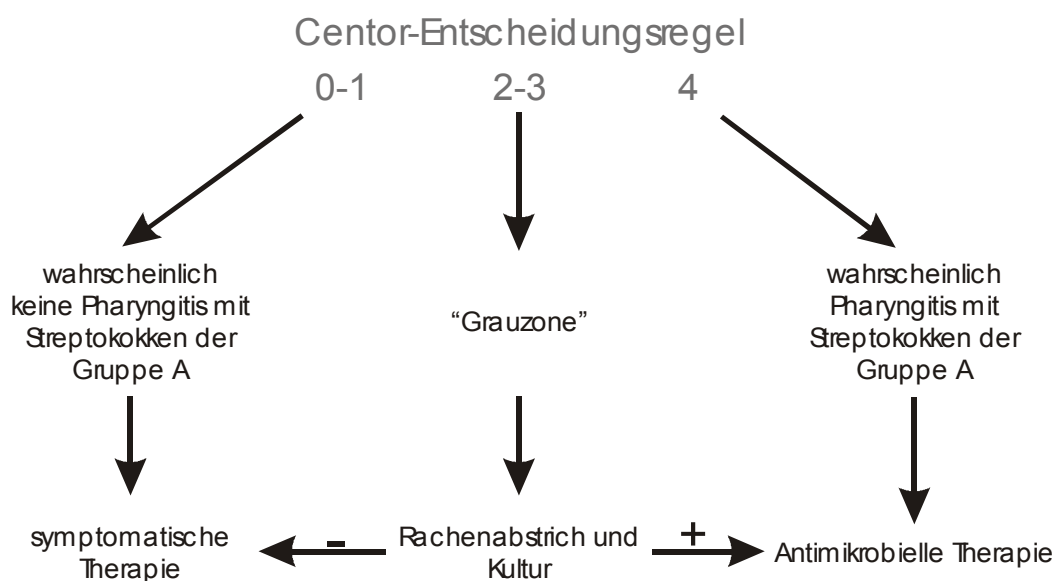 Centor-Entscheidungsregel
0-1 2-3 4
wahrscheinlich
keine Pharyngitis mit
Streptokokken der
Gruppe A
“Grauzone”
wahrscheinlich
Pharyngitis mit
Streptokokken der
Gruppe A
symptomatische
Therapie
-
Rachenabstrich und
Kultur
+
Antimikrobielle Therapie